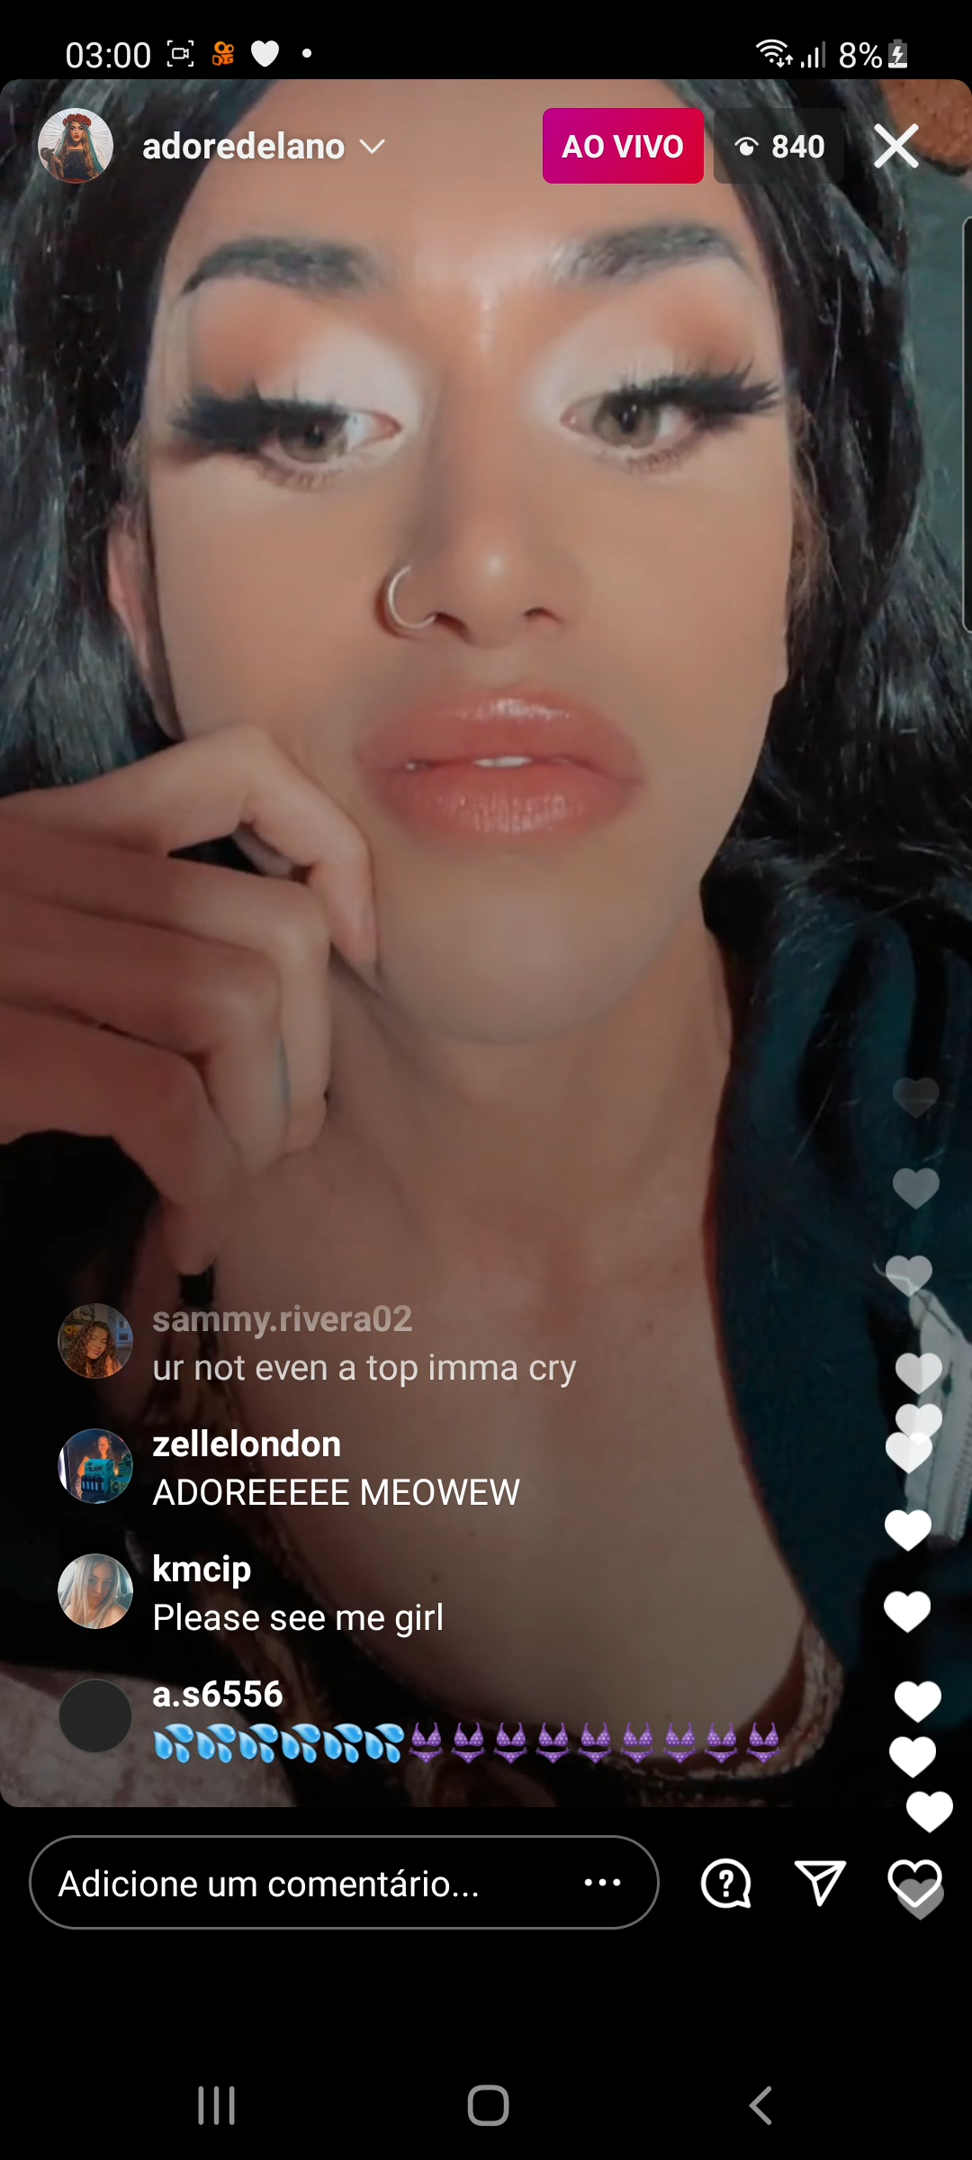 03:00
8%
adoredelano
AO VIVO
840
sammy.rivera02
ur not even a top imma cry
zellelondon
ADOREEEEE MEOWEW
kmcip
Please see me girl
a.s6556
💦💦💦💦💦💦👙👙👙👙👙👙👙👙👙
Adicione um comentário...